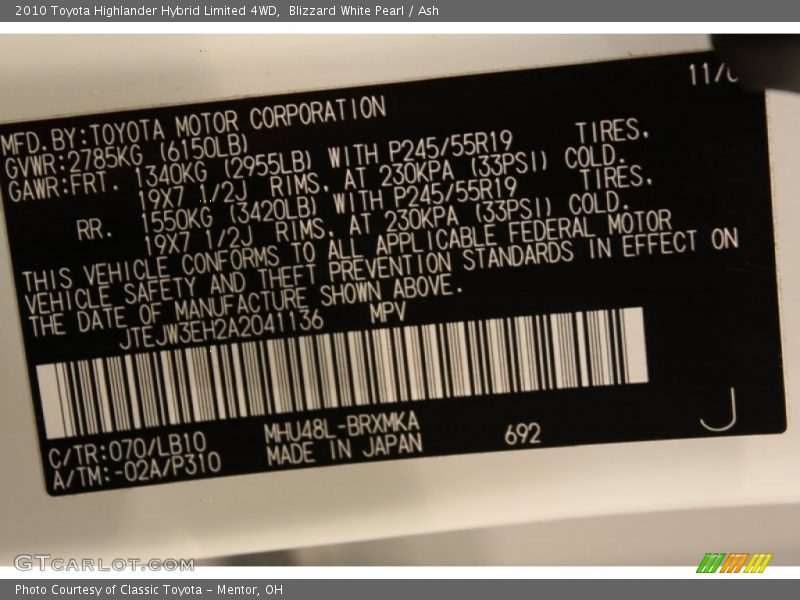 2010 Toyota Highlander Hybrid Limited 4WD,  Blizzard White Pearl / Ash
MFD.BY:TOYOTA MOTOR CORPORATION
GVWR:2785KG (6150LB)
GAWR:FRT. 1340KG (2955LB) WITH P245/55R19 TIRES,
19X7 1/2J RIMS, AT 230KPA (33PSI) COLD.
RR. 1550KG (3420LB) WITH P245/55R19 TIRES,
19X7 1/2J RIMS, AT 230KPA (33PSI) COLD.
THIS VEHICLE CONFORMS TO ALL APPLICABLE FEDERAL MOTOR
VEHICLE SAFETY AND THEFT PREVENTION STANDARDS IN EFFECT ON
THE DATE OF MANUFACTURE SHOWN ABOVE.
JTEJW3EH2A2041136 MPV
C/TR:070/LB10 MHU48L-BRXMKA 692
A/TM:-02A/P310 MADE IN JAPAN
J
GTCARLOT.COM
Photo Courtesy of Classic Toyota - Mentor, OH